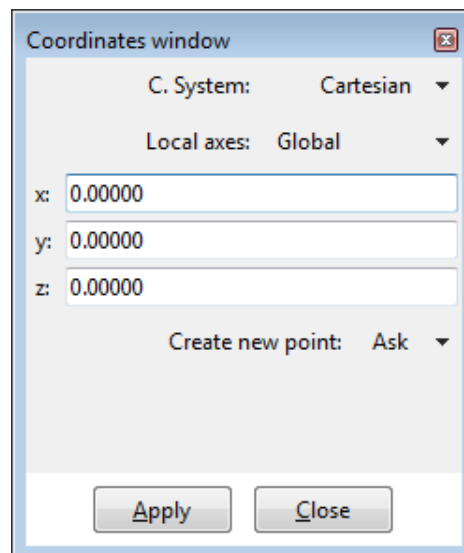 Coordinates window
C. System: Cartesian
Local axes: Global
x: 0.00000
y: 0.00000
z: 0.00000
Create new point: Ask
Apply Close